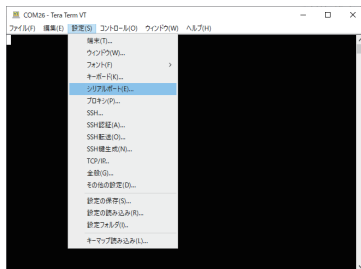 COM26 - Tera Term VT
ファイル(F) 編集(E) 設定(S) コントロール(O) ウィンドウ(W) ヘルプ(H)
端末(T)...
ウィンドウ(W)...
フォント(F)
キーボード(K)...
シリアルポート(E)...
プロキシ(P)...
SSH...
SSH認証(A)...
SSH転送(O)...
SSH鍵生成(N)...
TCP/IP...
全般(G)...
その他の設定(D)...
設定の保存(S)...
設定の読み込み(R)...
設定フォルダ(I)...
キーマップ読み込み(L)...